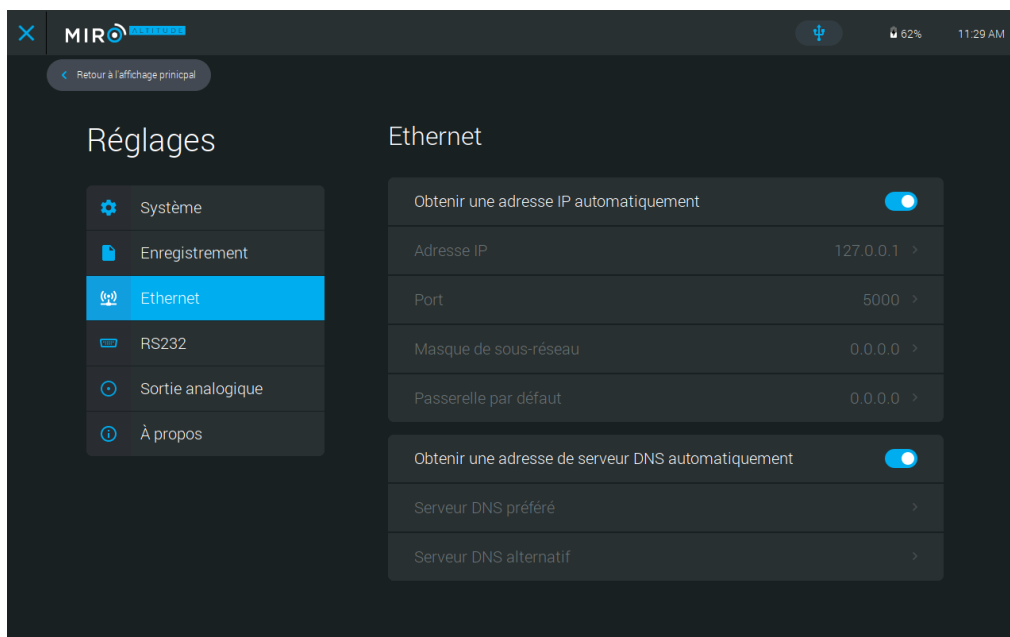 MIRO ALTITUDE
62%
11:29 AM
Retour à l'affichage prinicpal
Réglages
Système
Enregistrement
Ethernet
RS232
Sortie analogique
À propos
Ethernet
Obtenir une adresse IP automatiquement
Adresse IP 127.0.0.1
Port 5000
Masque de sous-réseau 0.0.0.0
Passerelle par défaut 0.0.0.0
Obtenir une adresse de serveur DNS automatiquement
Serveur DNS préféré
Serveur DNS alternatif